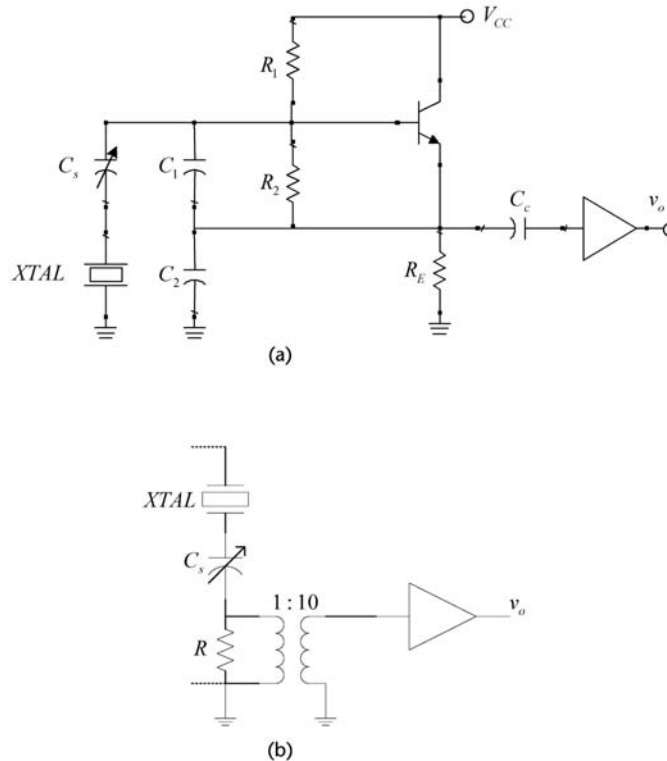 V_CC
R_1
C_s
C_1
R_2
C_c
v_o
XTAL
C_2
R_E
(a)
XTAL
C_s
1 : 10
v_o
R
(b)